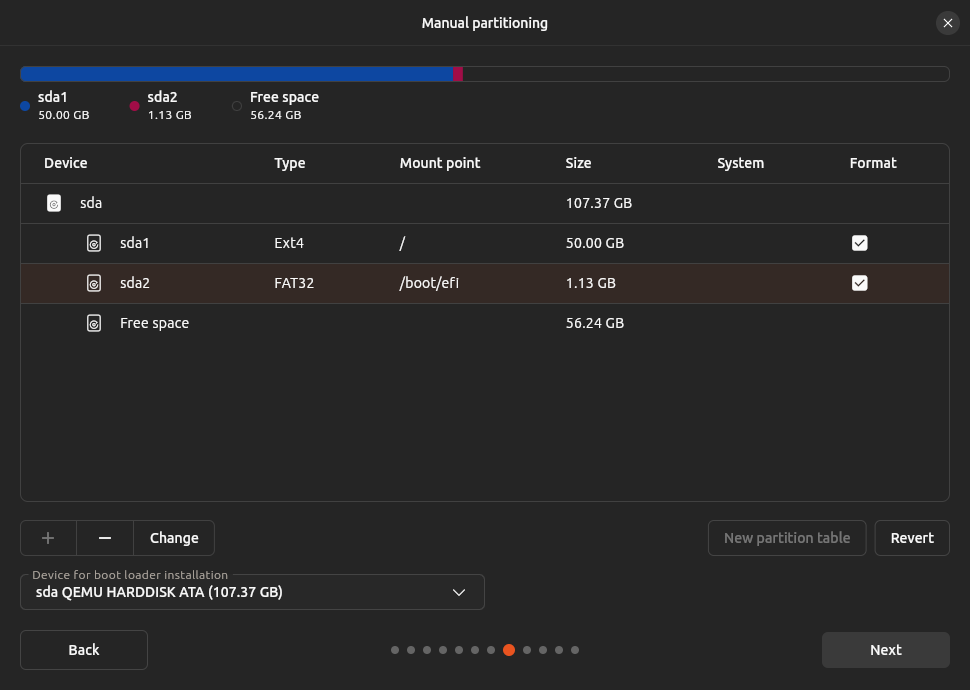 Manual partitioning
sda1
50.00 GB
sda2
1.13 GB
Free space
56.24 GB
Device Type Mount point Size System Format
sda 107.37 GB
sda1 Ext4 / 50.00 GB
sda2 FAT32 /boot/efi 1.13 GB
Free space 56.24 GB
Change
New partition table
Revert
Device for boot loader installation
sda QEMU HARDDISK ATA (107.37 GB)
Back
Next